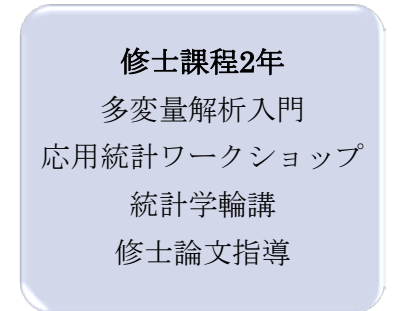 修士課程2年
多変量解析入門
応用統計ワークショップ
統計学輪講
修士論文指導